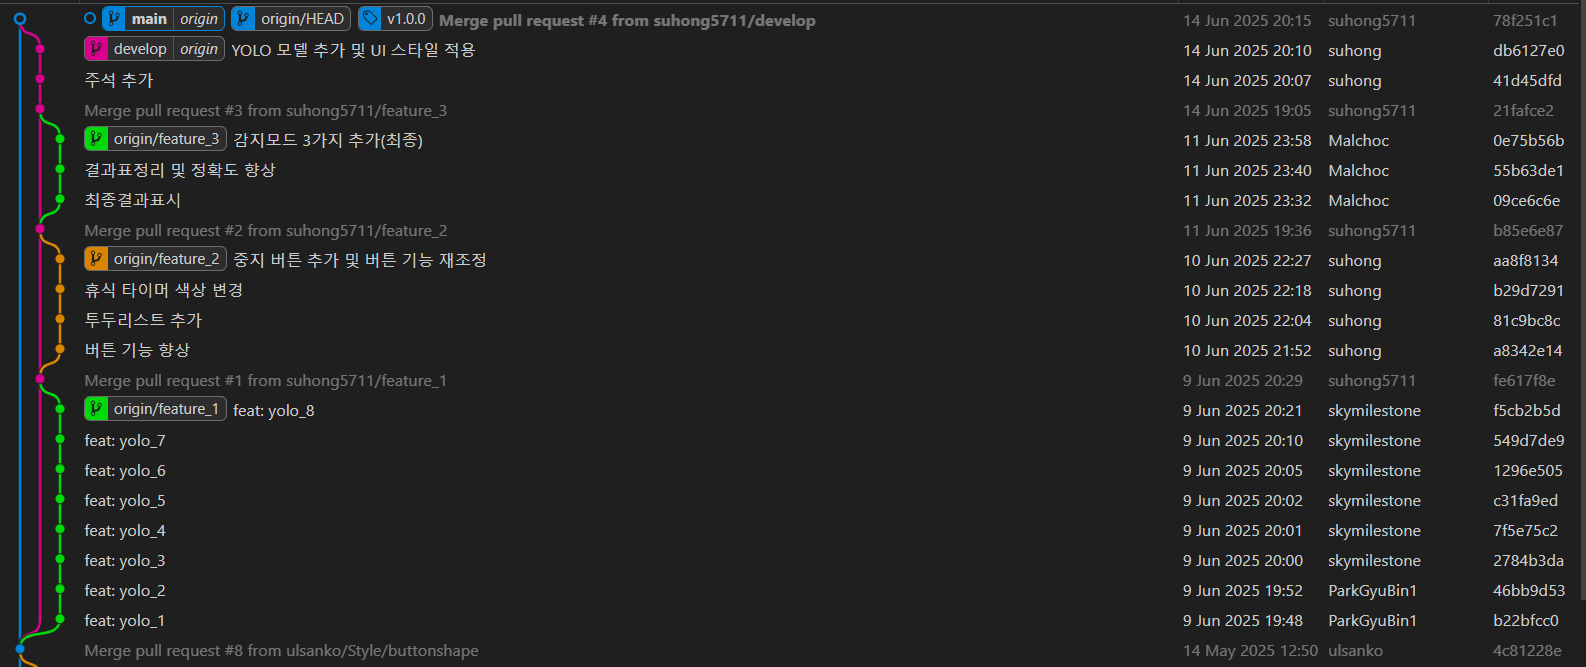 main origin origin/HEAD v1.0.0 Merge pull request #4 from suhong5711/develop 14 Jun 2025 20:15 suhong5711 78f251c1
develop origin YOLO 모델 추가 및 UI 스타일 적용 14 Jun 2025 20:10 suhong db6127e0
주석 추가 14 Jun 2025 20:07 suhong 41d45dfd
Merge pull request #3 from suhong5711/feature_3 14 Jun 2025 19:05 suhong5711 21fafce2
origin/feature_3 감지모드 3가지 추가(최종) 11 Jun 2025 23:58 Malchoc 0e75b56b
결과표정리 및 정확도 향상 11 Jun 2025 23:40 Malchoc 55b63de1
최종결과표시 11 Jun 2025 23:32 Malchoc 09ce6c6e
Merge pull request #2 from suhong5711/feature_2 11 Jun 2025 19:36 suhong5711 b85e6e87
origin/feature_2 중지 버튼 추가 및 버튼 기능 재조정 10 Jun 2025 22:27 suhong aa8f8134
휴식 타이머 색상 변경 10 Jun 2025 22:18 suhong b29d7291
투두리스트 추가 10 Jun 2025 22:04 suhong 81c9bc8c
버튼 기능 향상 10 Jun 2025 21:52 suhong a8342e14
Merge pull request #1 from suhong5711/feature_1 9 Jun 2025 20:29 suhong5711 fe617f8e
origin/feature_1 feat: yolo_8 9 Jun 2025 20:21 skymilestone f5cb2b5d
feat: yolo_7 9 Jun 2025 20:10 skymilestone 549d7de9
feat: yolo_6 9 Jun 2025 20:05 skymilestone 1296e505
feat: yolo_5 9 Jun 2025 20:02 skymilestone c31fa9ed
feat: yolo_4 9 Jun 2025 20:01 skymilestone 7f5e75c2
feat: yolo_3 9 Jun 2025 20:00 skymilestone 2784b3da
feat: yolo_2 9 Jun 2025 19:52 ParkGyuBin1 46bb9d53
feat: yolo_1 9 Jun 2025 19:48 ParkGyuBin1 b22bfcc0
Merge pull request #8 from ulsanko/Style/buttonshape 14 May 2025 12:50 ulsanko 4c81228e